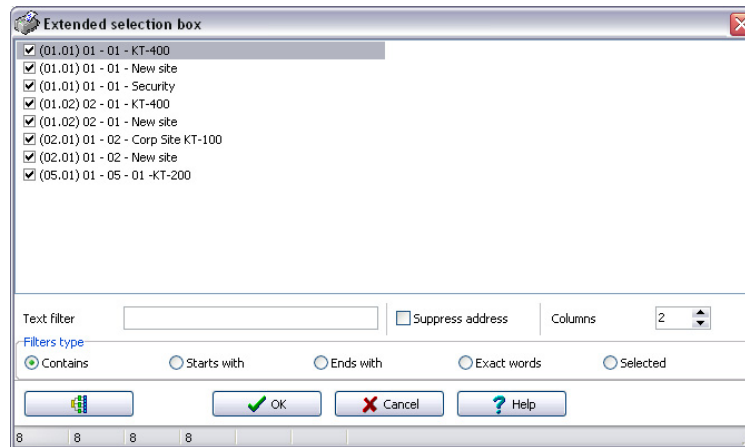 Extended selection box
(01.01) 01 - 01 - KT-400
(01.01) 01 - 01 - New site
(01.01) 01 - 01 - Security
(01.02) 02 - 01 - KT-400
(01.02) 02 - 01 - New site
(02.01) 01 - 02 - Corp Site KT-100
(02.01) 01 - 02 - New site
(05.01) 01 - 05 - 01 -KT-200
Text filter Suppress address Columns 2
Filters type
Contains Starts with Ends with Exact words Selected
OK Cancel Help
8 8 8 8